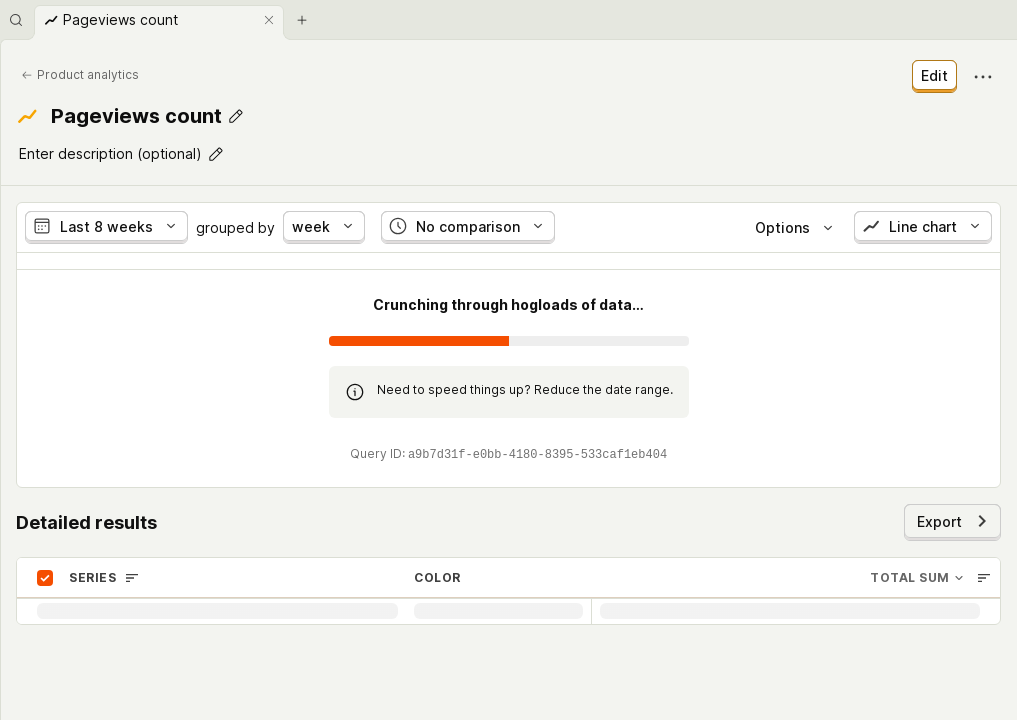 Pageviews count
Product analytics
Edit
Pageviews count
Enter description (optional)
Last 8 weeks grouped by week No comparison Options Line chart
Crunching through hogloads of data...
Need to speed things up? Reduce the date range.
Query ID: a9b7d31f-e0bb-4180-8395-533caf1eb404
Detailed results
Export
SERIES COLOR TOTAL SUM